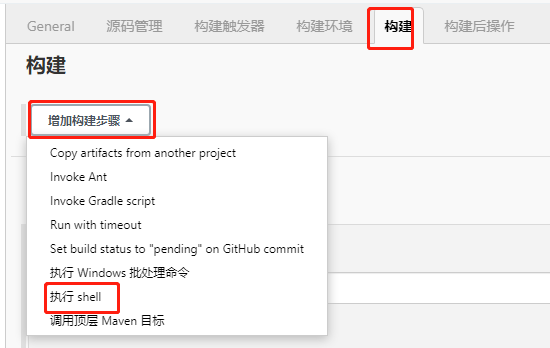 General 源码管理 构建触发器 构建环境 构建 构建后操作
构建
增加构建步骤
Copy artifacts from another project
Invoke Ant
Invoke Gradle script
Run with timeout
Set build status to "pending" on GitHub commit
执行 Windows 批处理命令
执行 shell
调用顶层 Maven 目标